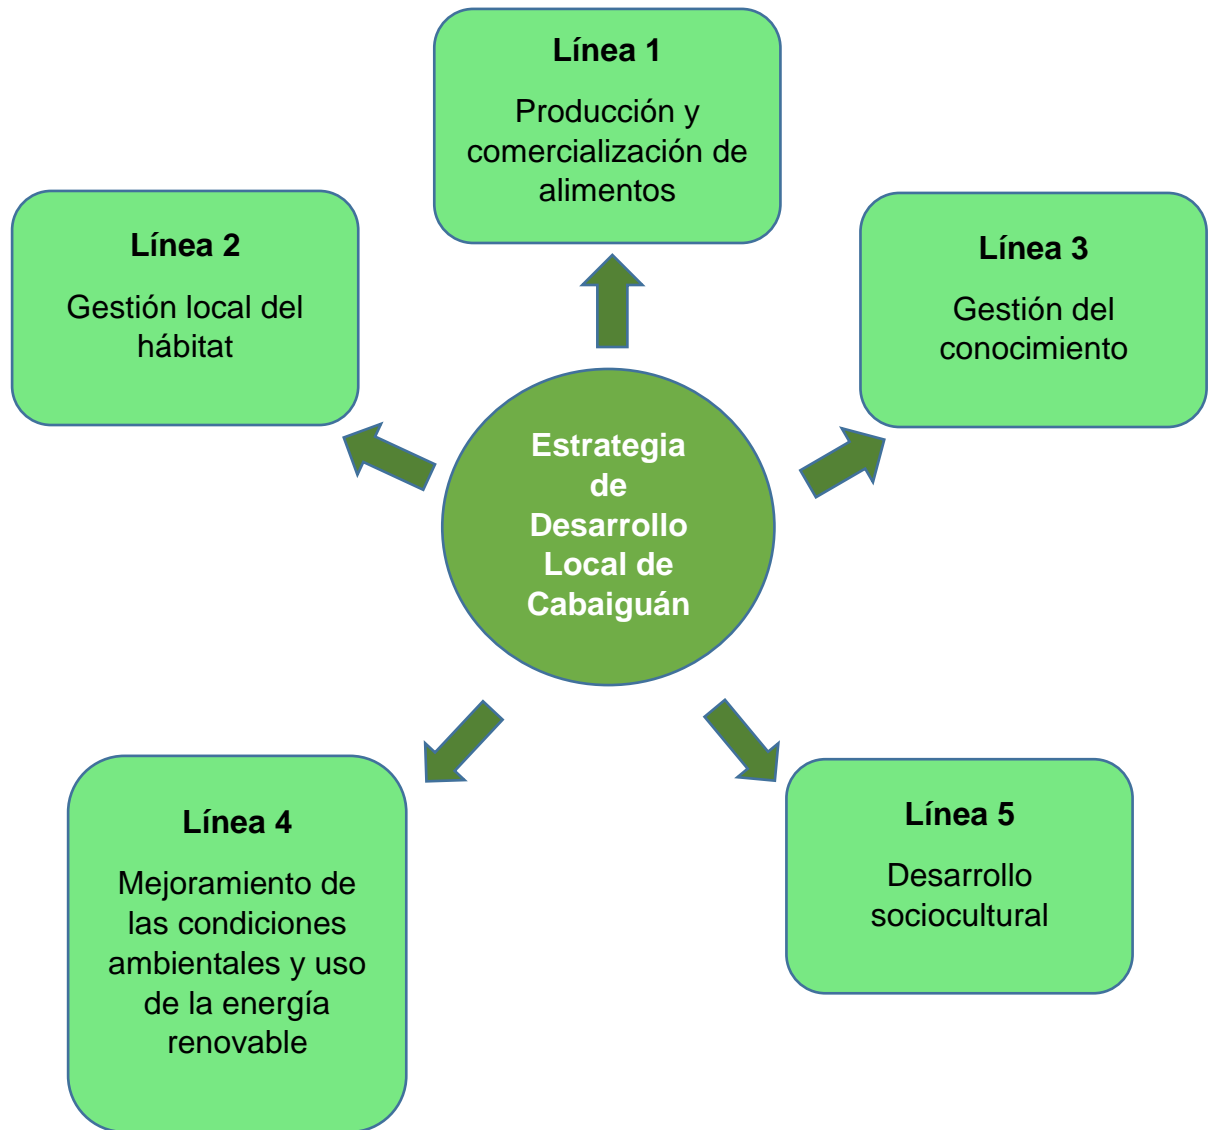 Línea 1
Producción y
comercialización de
alimentos
Línea 2
Gestión local del
hábitat
Línea 3
Gestión del
conocimiento
Estrategia
de
Desarrollo
Local de
Cabaiguán
Línea 4
Mejoramiento de
las condiciones
ambientales y uso
de la energía
renovable
Línea 5
Desarrollo
sociocultural